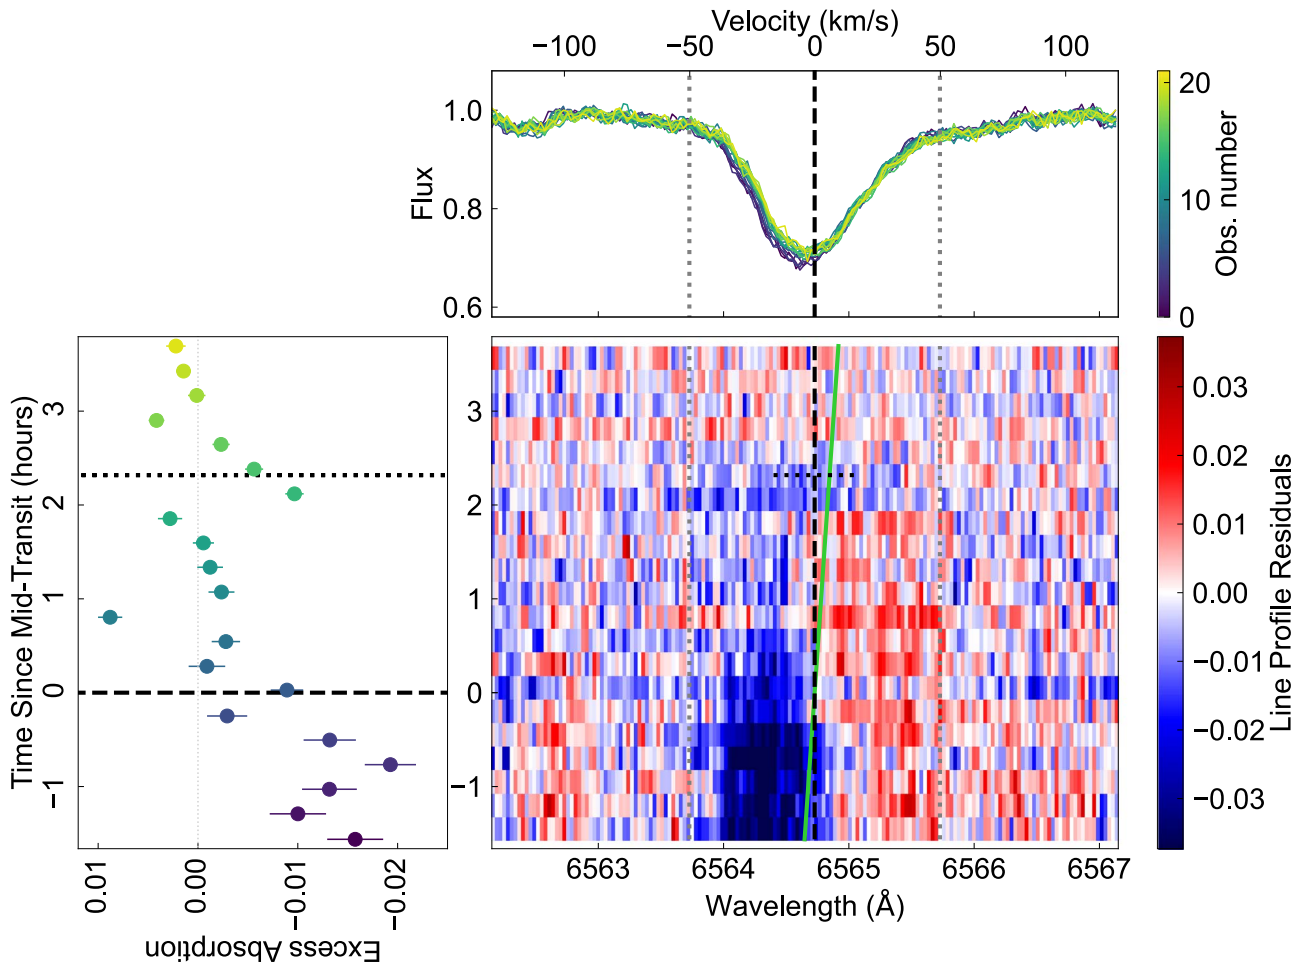 Velocity (km/s)
−100 −50 0 50 100
1.0
0.8
0.6
Flux
20
10
0
Obs. number
3
2
1
0
−1
Time Since Mid-Transit (hours)
0.01 0.00 −0.01 −0.02
Excess Absorption
3
2
1
0
−1
6563 6564 6565 6566 6567
Wavelength (Å)
0.03
0.02
0.01
0.00
−0.01
−0.02
−0.03
Line Profile Residuals